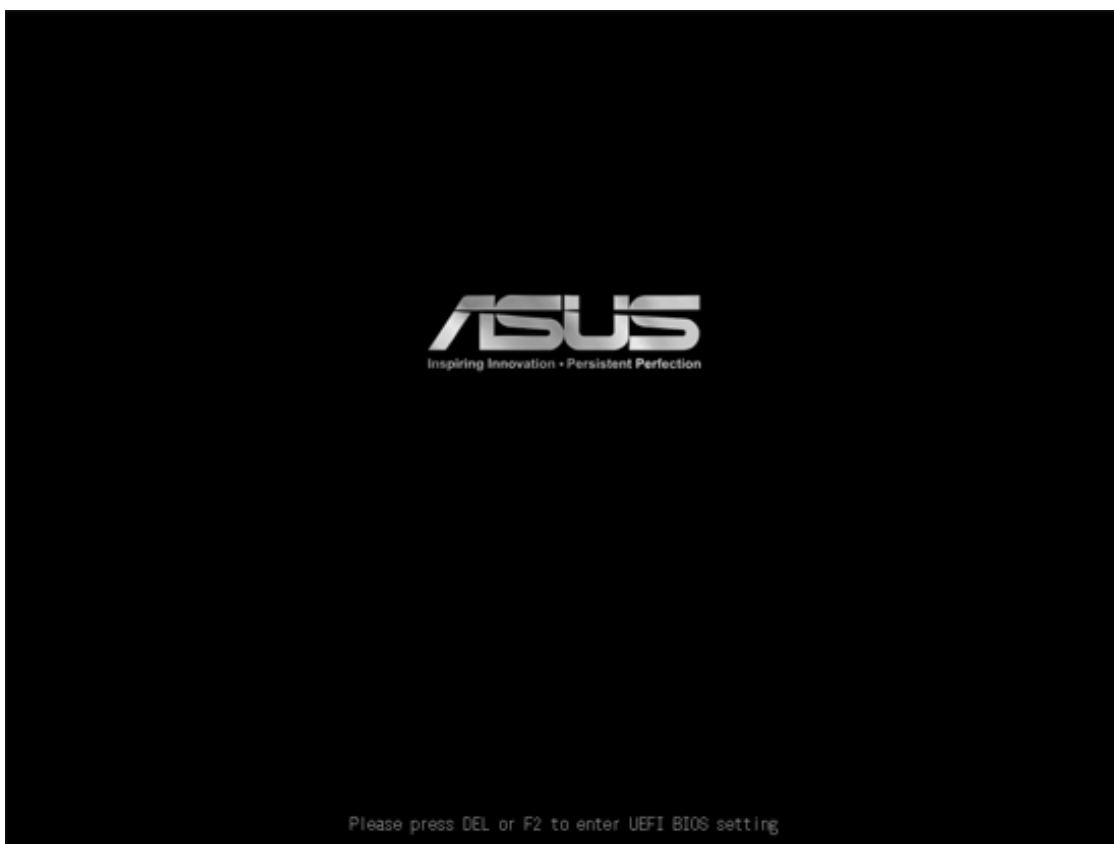 ASUS
Inspiring Innovation • Persistent Perfection
Please press DEL or F2 to enter UEFI BIOS setting